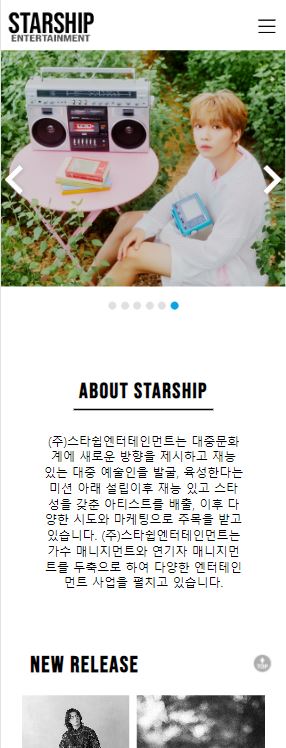 STARSHIP
ENTERTAINMENT
ABOUT STARSHIP
(주)스타쉽엔터테인먼트는 대중문화
계에 새로운 방향을 제시하고 재능
있는 대중 예술인을 발굴, 육성한다는
미션 아래 설립이후 재능 있고 스타
성을 갖춘 아티스트를 배출, 이후 다
양한 시도와 마케팅으로 주목을 받고
있습니다. (주)스타쉽엔터테인먼트는
가수 매니지먼트와 연기자 매니지먼
트를 두축으로 하여 다양한 엔터테인
먼트 사업을 펼치고 있습니다.
NEW RELEASE
TOP